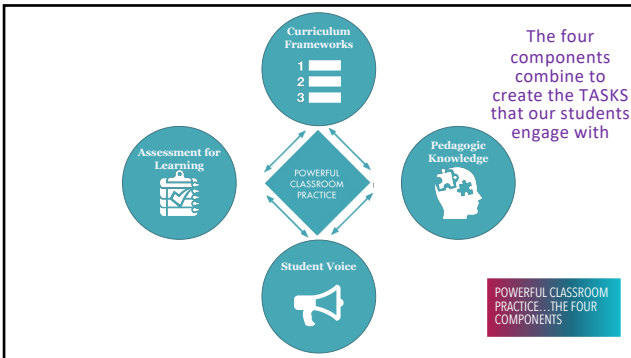 Curriculum
Frameworks
1
2
3
The four
components
combine to
create the TASKS
that our students
engage with
Assessment for
Learning
POWERFUL
CLASSROOM
PRACTICE
Pedagogic
Knowledge
Student Voice
POWERFUL CLASSROOM
PRACTICE...THE FOUR
COMPONENTS